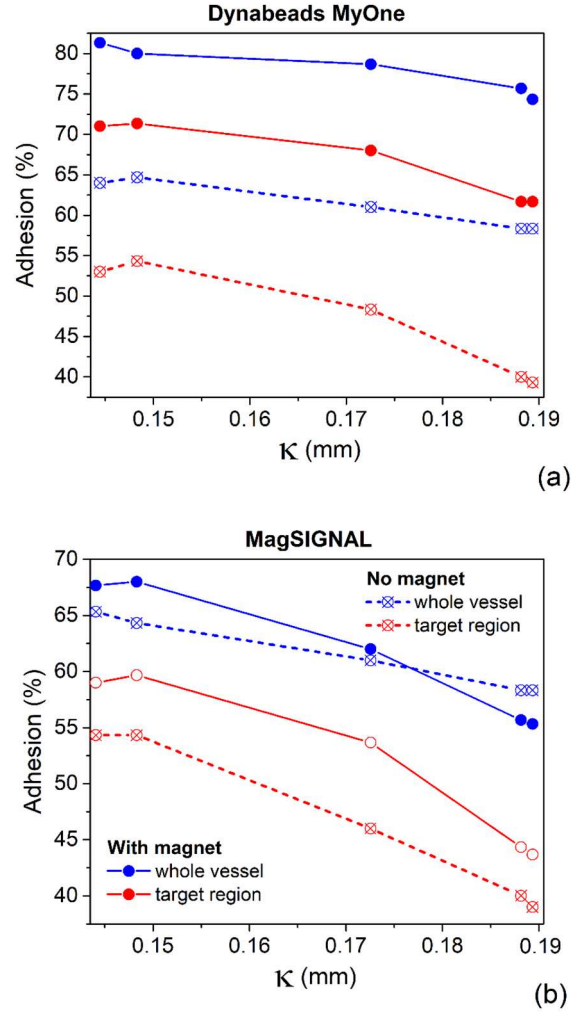 Dynabeads MyOne
80
75
70
65
60
55
50
45
40
Adhesion (%)
0.15 0.16 0.17 0.18 0.19
κ (mm)
(a)
MagSIGNAL
70
65
60
55
50
45
40
Adhesion (%)
No magnet
whole vessel
target region
With magnet
whole vessel
target region
0.15 0.16 0.17 0.18 0.19
κ (mm)
(b)